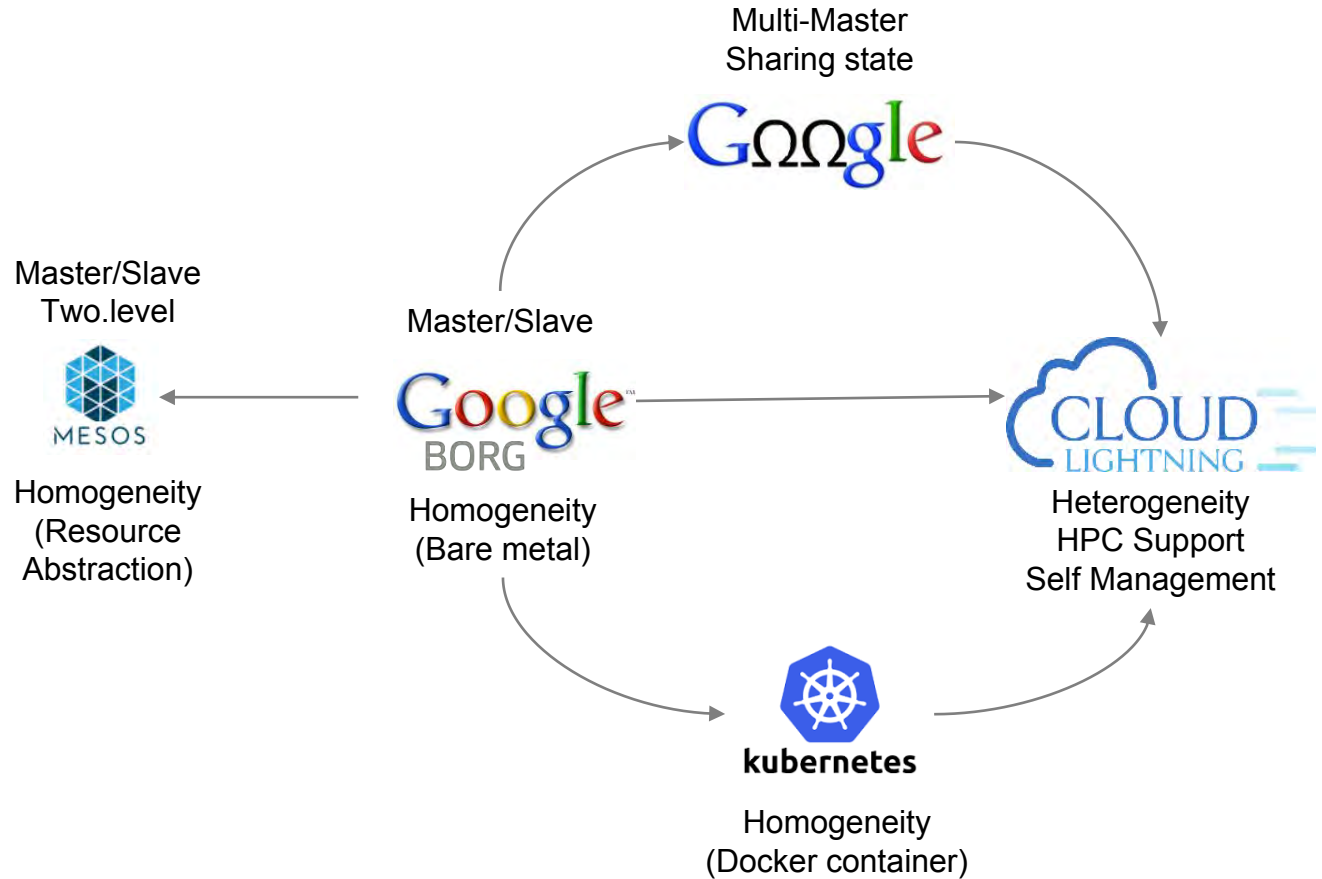 Multi-Master
Sharing state
GΩΩgle
Master/Slave
Two.level
MESOS
Homogeneity
(Resource
Abstraction)
Master/Slave
Google™
BORG
Homogeneity
(Bare metal)
CLOUD
LIGHTNING
Heterogeneity
HPC Support
Self Management
kubernetes
Homogeneity
(Docker container)